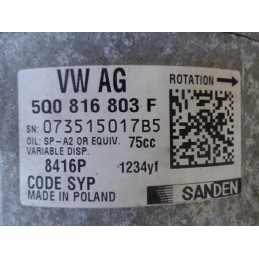 VW AG
ROTATION
5Q0 816 803 F
SN: 073515017B5
OIL: SP-A2 OR EQUIV. 75cc
VARIABLE DISP.
8416P 1234yf
CODE SYP
MADE IN POLAND
SANDEN